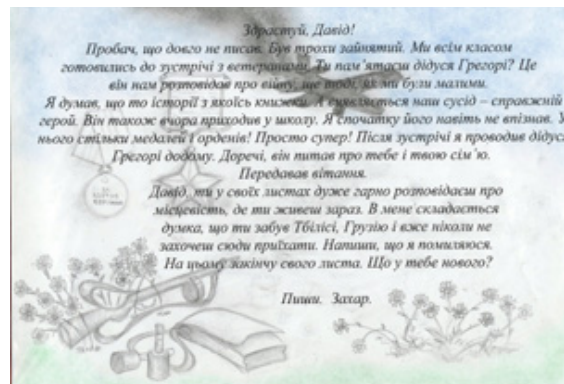 Здрастуй, Давід!
Пробач, що довго не писав. Був трохи зайнятий. Ми всім класом
готовились до зустрічі з ветеранами. Ти пам’ятаєш дідуся Грегорі? Це
він нам розповідав про війну, ще тоді, як ми були малими.
Я думав, що то історії з якоїсь книжки. А виявляється наш сусід – справжній
герой. Він також вчора приходив у школу. Я спочатку його навіть не впізнав. У
нього стільки медалей і орденів! Просто супер! Після зустрічі я проводив дідуся
Грегорі додому. Доречі, він питав про тебе і твою сім’ю.
Передавав вітання.
Давід, ти у своїх листах дуже гарно розповідаєш про
місцевість, де ти живеш зараз. В мене складається
думка, що ти забув Тбілісі, Грузію і вже ніколи не
захочеш сюди приїхати. Напиши, що я помиляюся.
На цьому закінчу свого листа. Що у тебе нового?
Пиши. Захар.